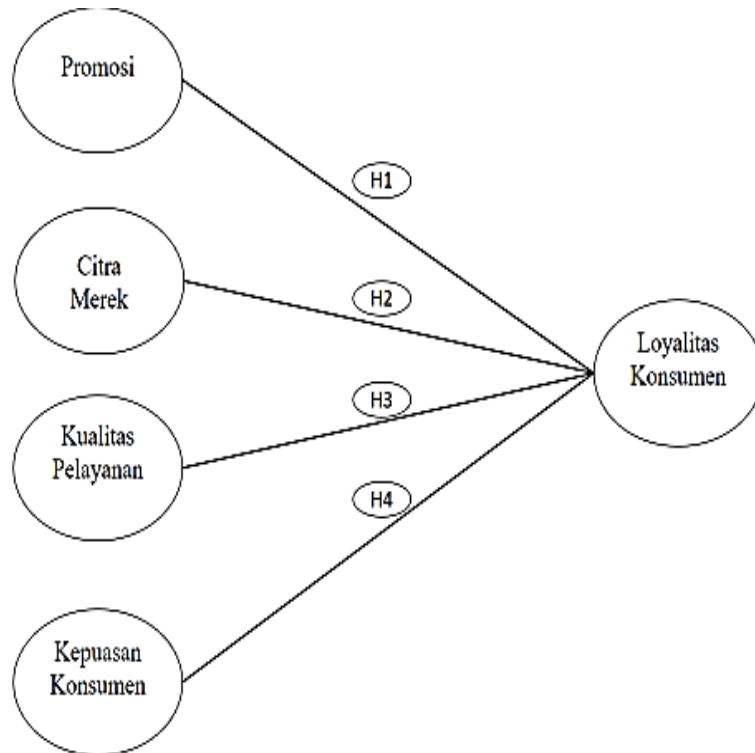 Promosi
H1
Citra
Merek
H2
Loyalitas
Konsumen
Kualitas
Pelayanan
H3
H4
Kepuasan
Konsumen